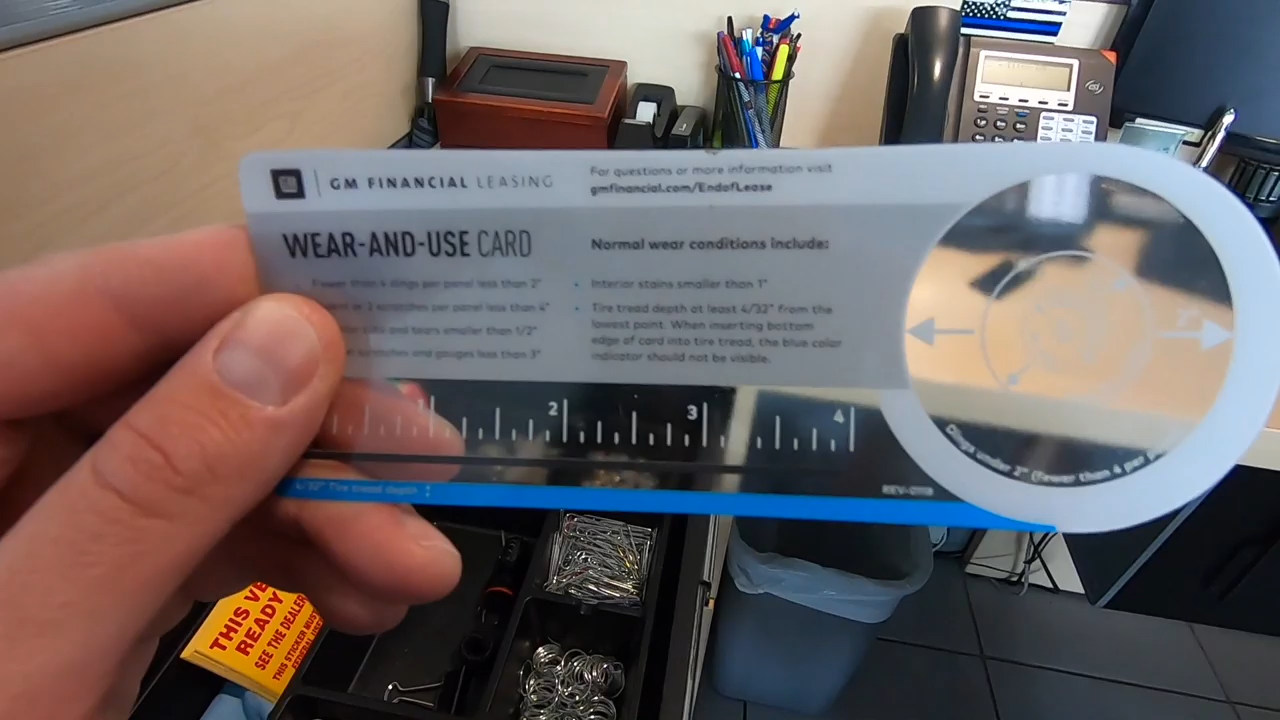 GM FINANCIAL LEASING
For questions or more information visit
gmfinancial.com/EndofLease
WEAR-AND-USE CARD
Normal wear conditions include:
Fewer than 4 dings per panel less than 2"
in 2 scratches per panel less than 4"
and tears smaller than 1/2"
scratches and gouges less than 3"
• Interior stains smaller than 1"
• Tire tread depth at least 4/32" from the
lowest point. When inserting bottom
edge of card into tire tread, the blue color
indicator should not be visible.
1 2 3 4
4/32" Tire tread depth
2"
Dings under 2" (Fewer than 4 per
THIS VE
READY
SEE THE DEALER
THIS STICKER MUS
FEDERAL